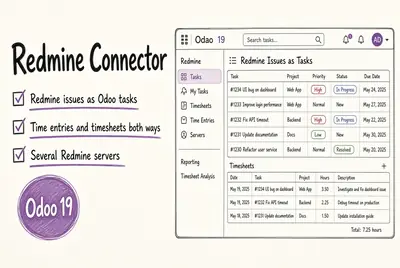 Redmine Connector
Redmine issues as Odoo tasks
Time entries and timesheets both ways
Several Redmine servers
Odoo 19
Odao 19
Search tasks...
AD
Redmine
Tasks
My Tasks
Timesheets
Time Entries
Servers
Reporting
Timesheet Analysis
Redmine Issues as Tasks
Task Project Priority Status Due Date
#1234 UI bug on dashboard Web App High In Progress May 24, 2025
#1233 Improve login performance Web App Normal New May 27, 2025
#1232 Fix API timeout Backend High In Progress May 22, 2025
#1231 Update documentation Docs Low New May 30, 2025
#1230 Refactor user service Backend Normal Resolved May 20, 2025
Timesheets
Date Task Project Hours Description
May 19, 2025 #1234 UI bug on dashboard Web App 3.50 Investigate and fix dashboard issue
May 19, 2025 #1232 Fix API timeout Backend 2.25 Debug timeout on production
May 18, 2025 #1231 Update documentation Docs 1.50 Update installation guide
Total: 7.25 hours